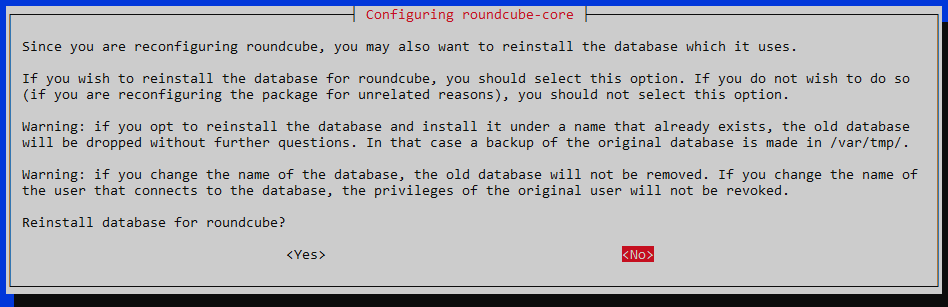 Configuring roundcube-core
Since you are reconfiguring roundcube, you may also want to reinstall the database which it uses.
If you wish to reinstall the database for roundcube, you should select this option. If you do not wish to do so
(if you are reconfiguring the package for unrelated reasons), you should not select this option.
Warning: if you opt to reinstall the database and install it under a name that already exists, the old database
will be dropped without further questions. In that case a backup of the original database is made in /var/tmp/.
Warning: if you change the name of the database, the old database will not be removed. If you change the name of
the user that connects to the database, the privileges of the original user will not be revoked.
Reinstall database for roundcube?
<Yes> <No>